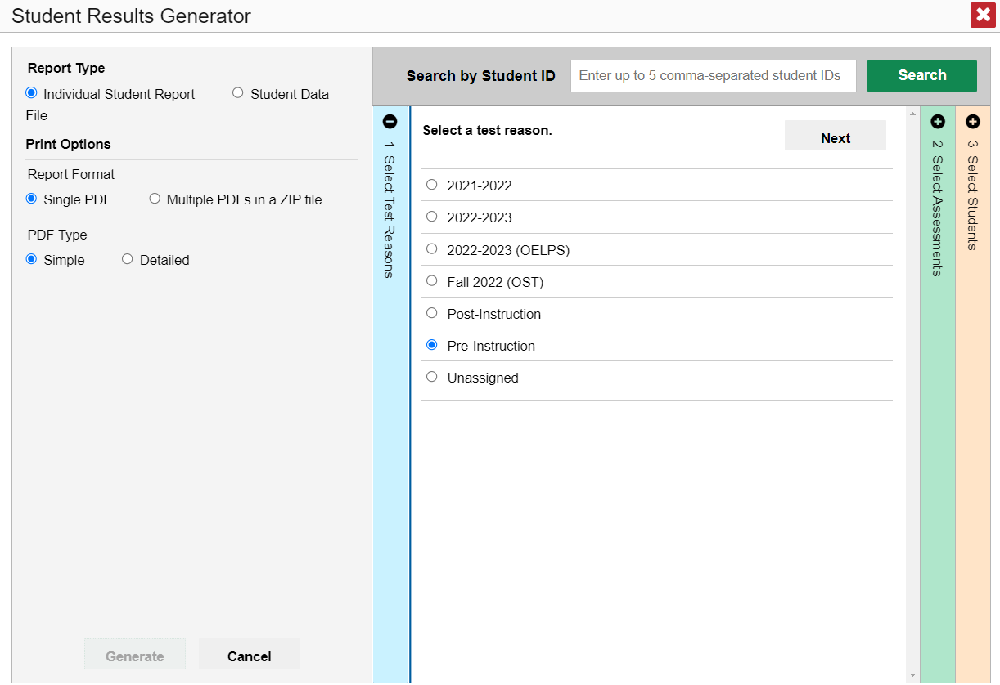 Student Results Generator
Report Type
Individual Student Report
Student Data
File
Print Options
Report Format
Single PDF
Multiple PDFs in a ZIP file
PDF Type
Simple
Detailed
Generate
Cancel
Search by Student ID
Enter up to 5 comma-separated student IDs
Search
1. Select Test Reasons
Select a test reason.
Next
2021-2022
2022-2023
2022-2023 (OELPS)
Fall 2022 (OST)
Post-Instruction
Pre-Instruction
Unassigned
2. Select Assessments
3. Select Students